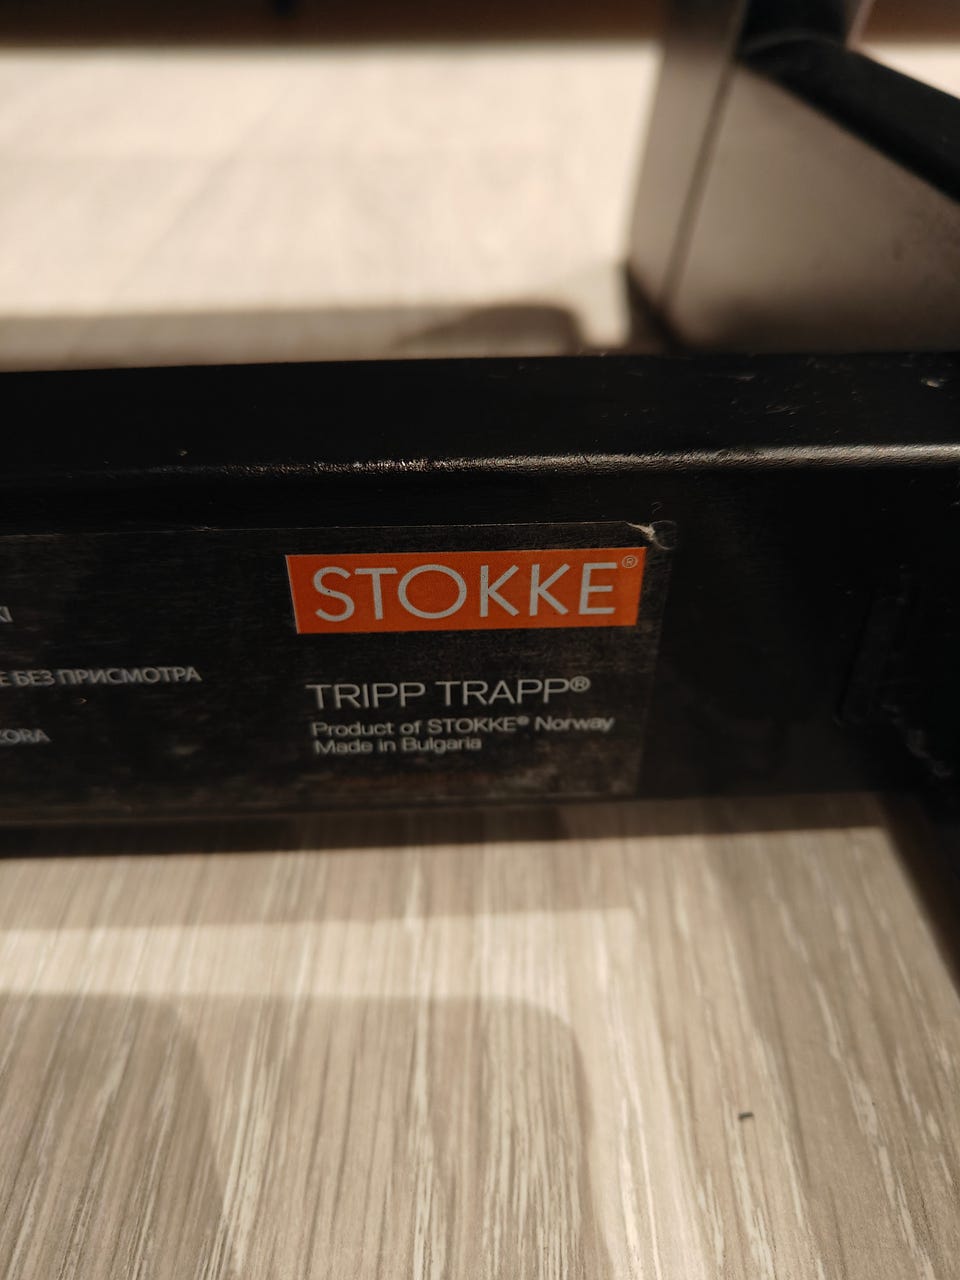 STOKKE®
TRIPP TRAPP®
Product of STOKKE® Norway
Made in Bulgaria
БЕЗ ПРИСМОТРА